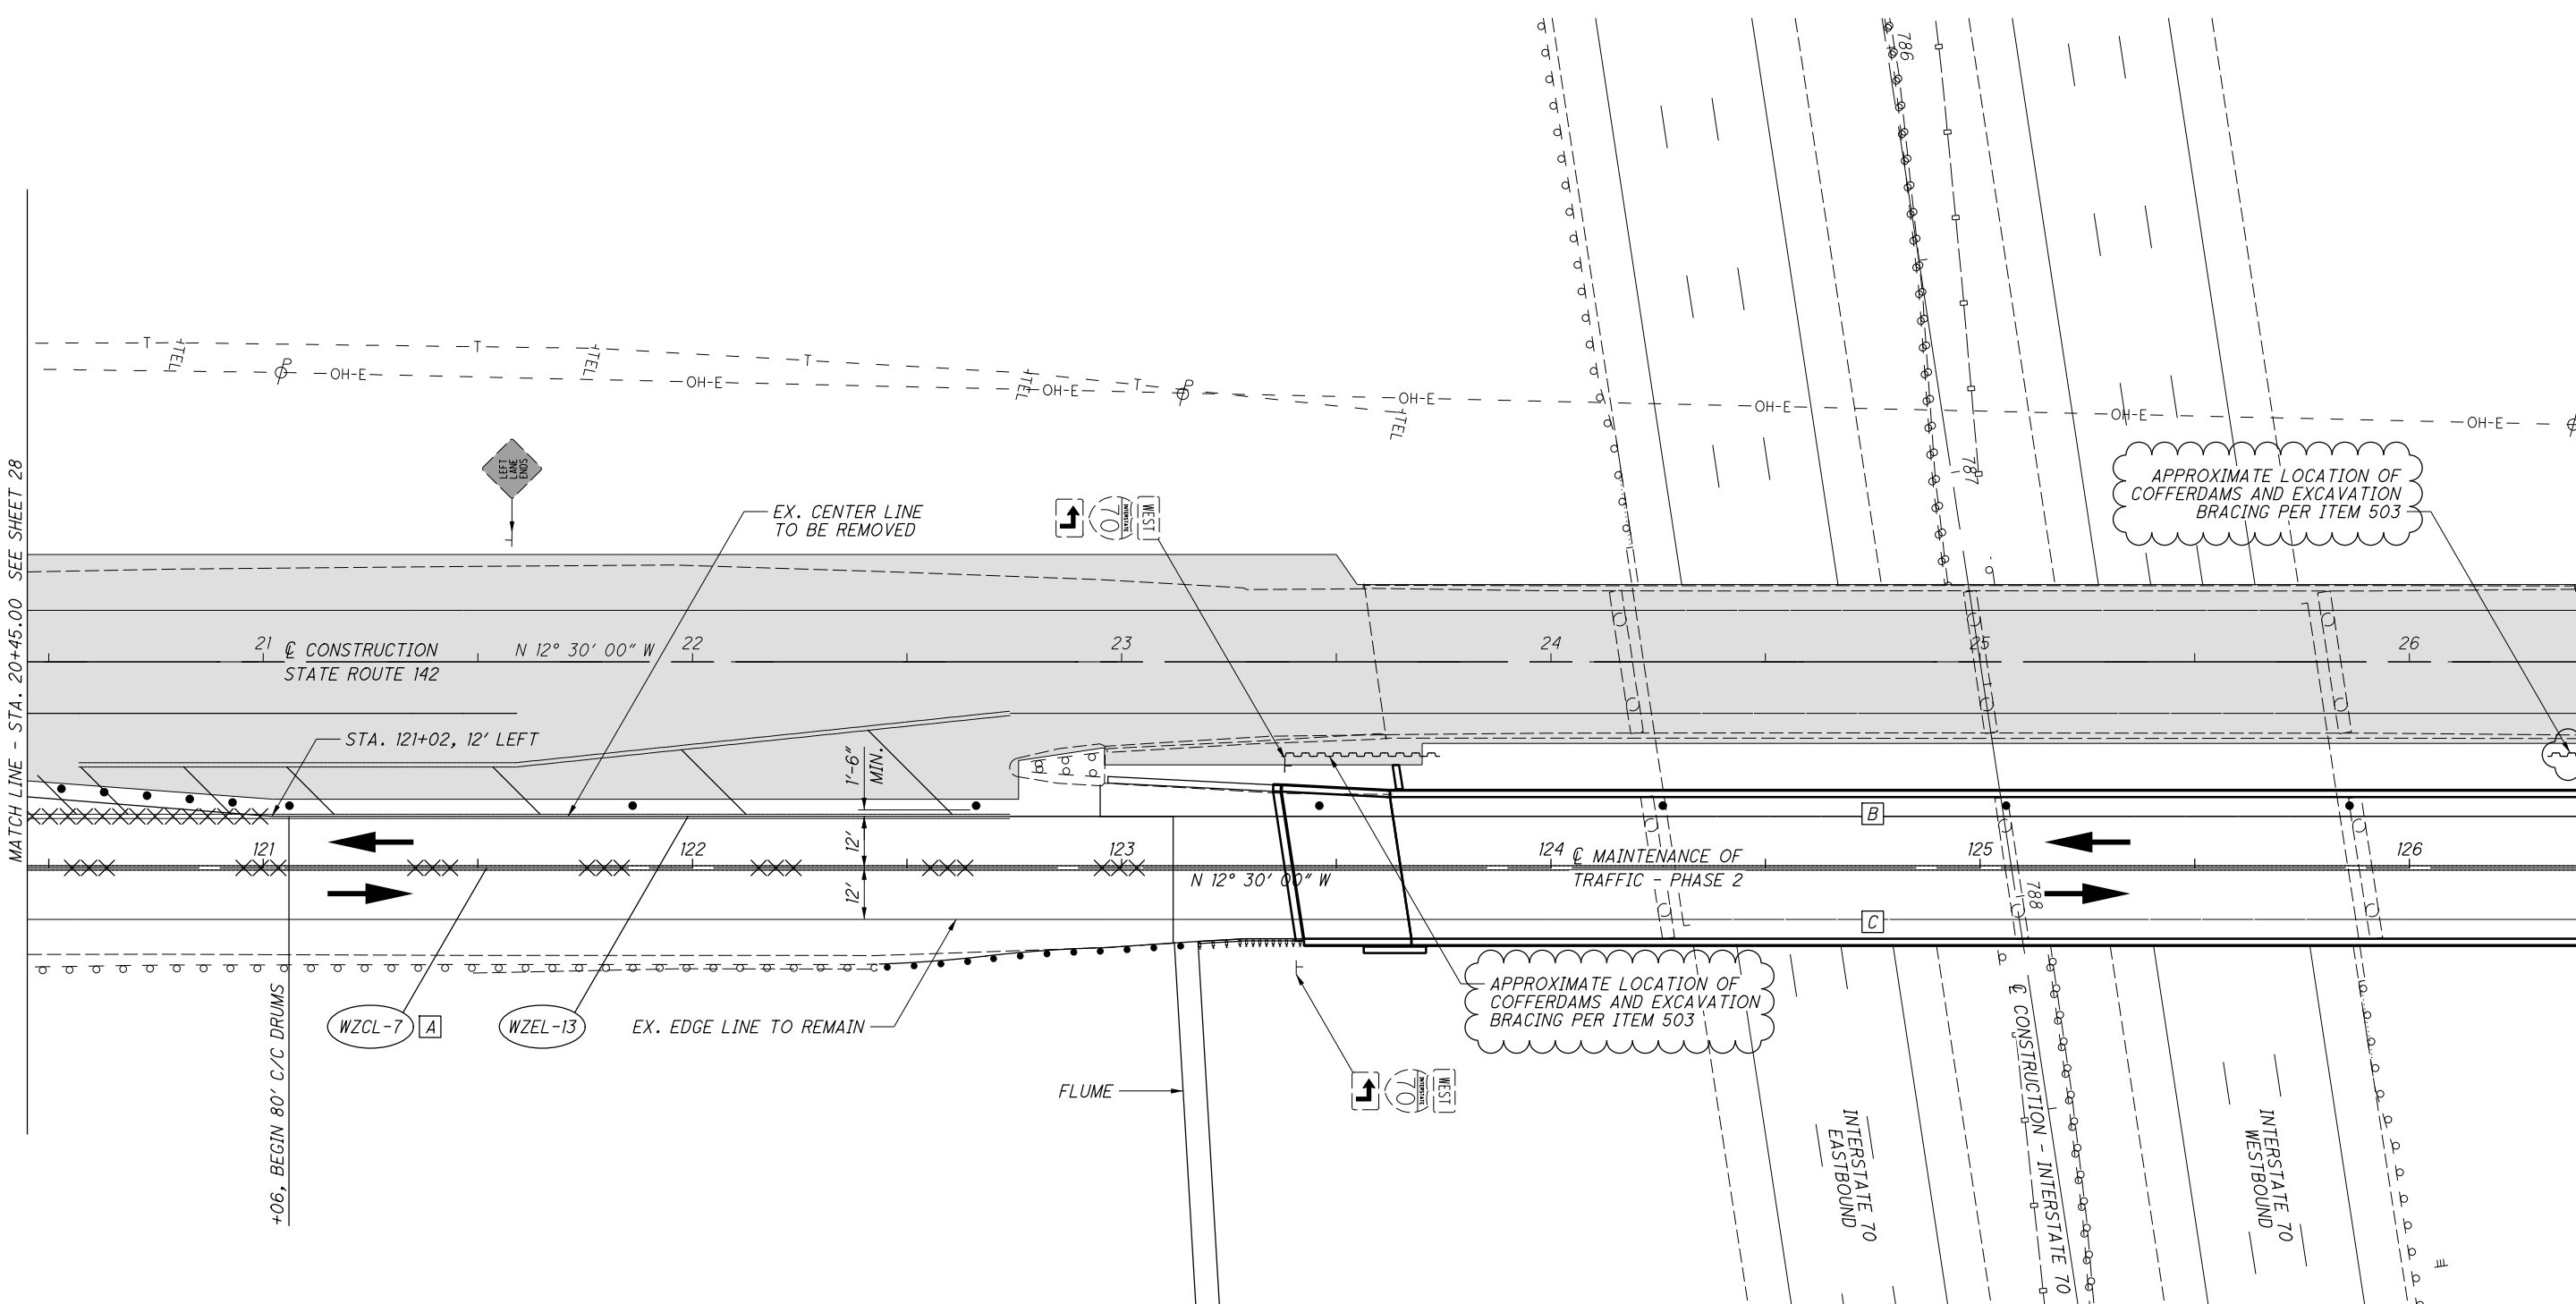 786
T
TEL
T
TEL
T
TEL
T
TEL
P
OH-E
OH-E
OH-E
P
OH-E
OH-E
OH-E
OH-E
787
LEFT
LANE
ENDS
MATCH LINE - STA. 20+45.00 SEE SHEET 28
EX. CENTER LINE
TO BE REMOVED
WEST
INTERSTATE
70
APPROXIMATE LOCATION OF
COFFERDAMS AND EXCAVATION
BRACING PER ITEM 503
21
℄ CONSTRUCTION
STATE ROUTE 142
N 12° 30' 00" W
22
23
24
25
26
STA. 121+02, 12' LEFT
1'-6"
MIN.
B
12'
121
122
123
124
℄ MAINTENANCE OF
TRAFFIC - PHASE 2
125
126
N 12° 30' 00" W
12'
788
C
+06, BEGIN 80' C/C DRUMS
WZCL-7
A
WZEL-13
EX. EDGE LINE TO REMAIN
APPROXIMATE LOCATION OF
COFFERDAMS AND EXCAVATION
BRACING PER ITEM 503
FLUME
WEST
INTERSTATE
70
INTERSTATE 70
EASTBOUND
℄ CONSTRUCTION - INTERSTATE 70
INTERSTATE 70
WESTBOUND